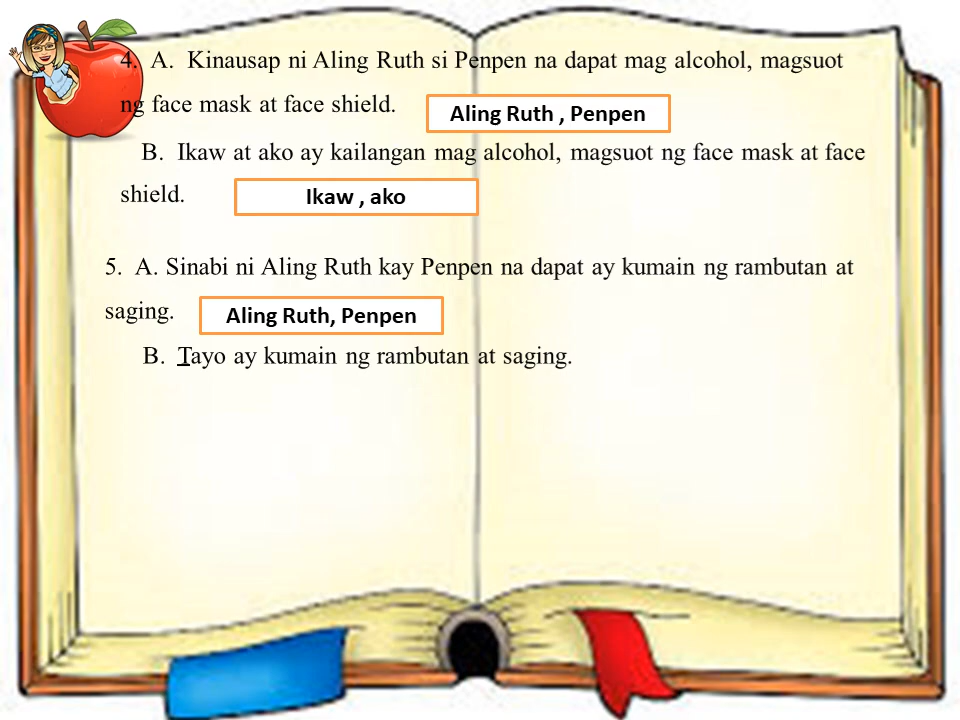 4. A. Kinausap ni Aling Ruth si Penpen na dapat mag alcohol, magsuot
ng face mask at face shield.
Aling Ruth , Penpen
B. Ikaw at ako ay kailangan mag alcohol, magsuot ng face mask at face
shield.
Ikaw , ako
5. A. Sinabi ni Aling Ruth kay Penpen na dapat ay kumain ng rambutan at
saging.
Aling Ruth, Penpen
B. Tayo ay kumain ng rambutan at saging.